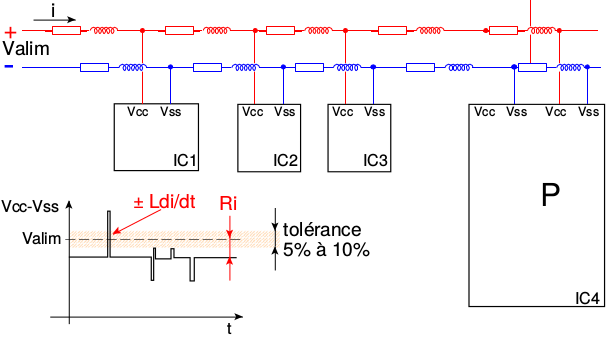 i
+
Valim
-
Vcc Vss
IC1
Vcc Vss
IC2
Vcc Vss
IC3
Vcc Vss Vcc Vss
P
IC4
Vcc-Vss
± Ldi/dt
Ri
Valim
tolérance
5% à 10%
t